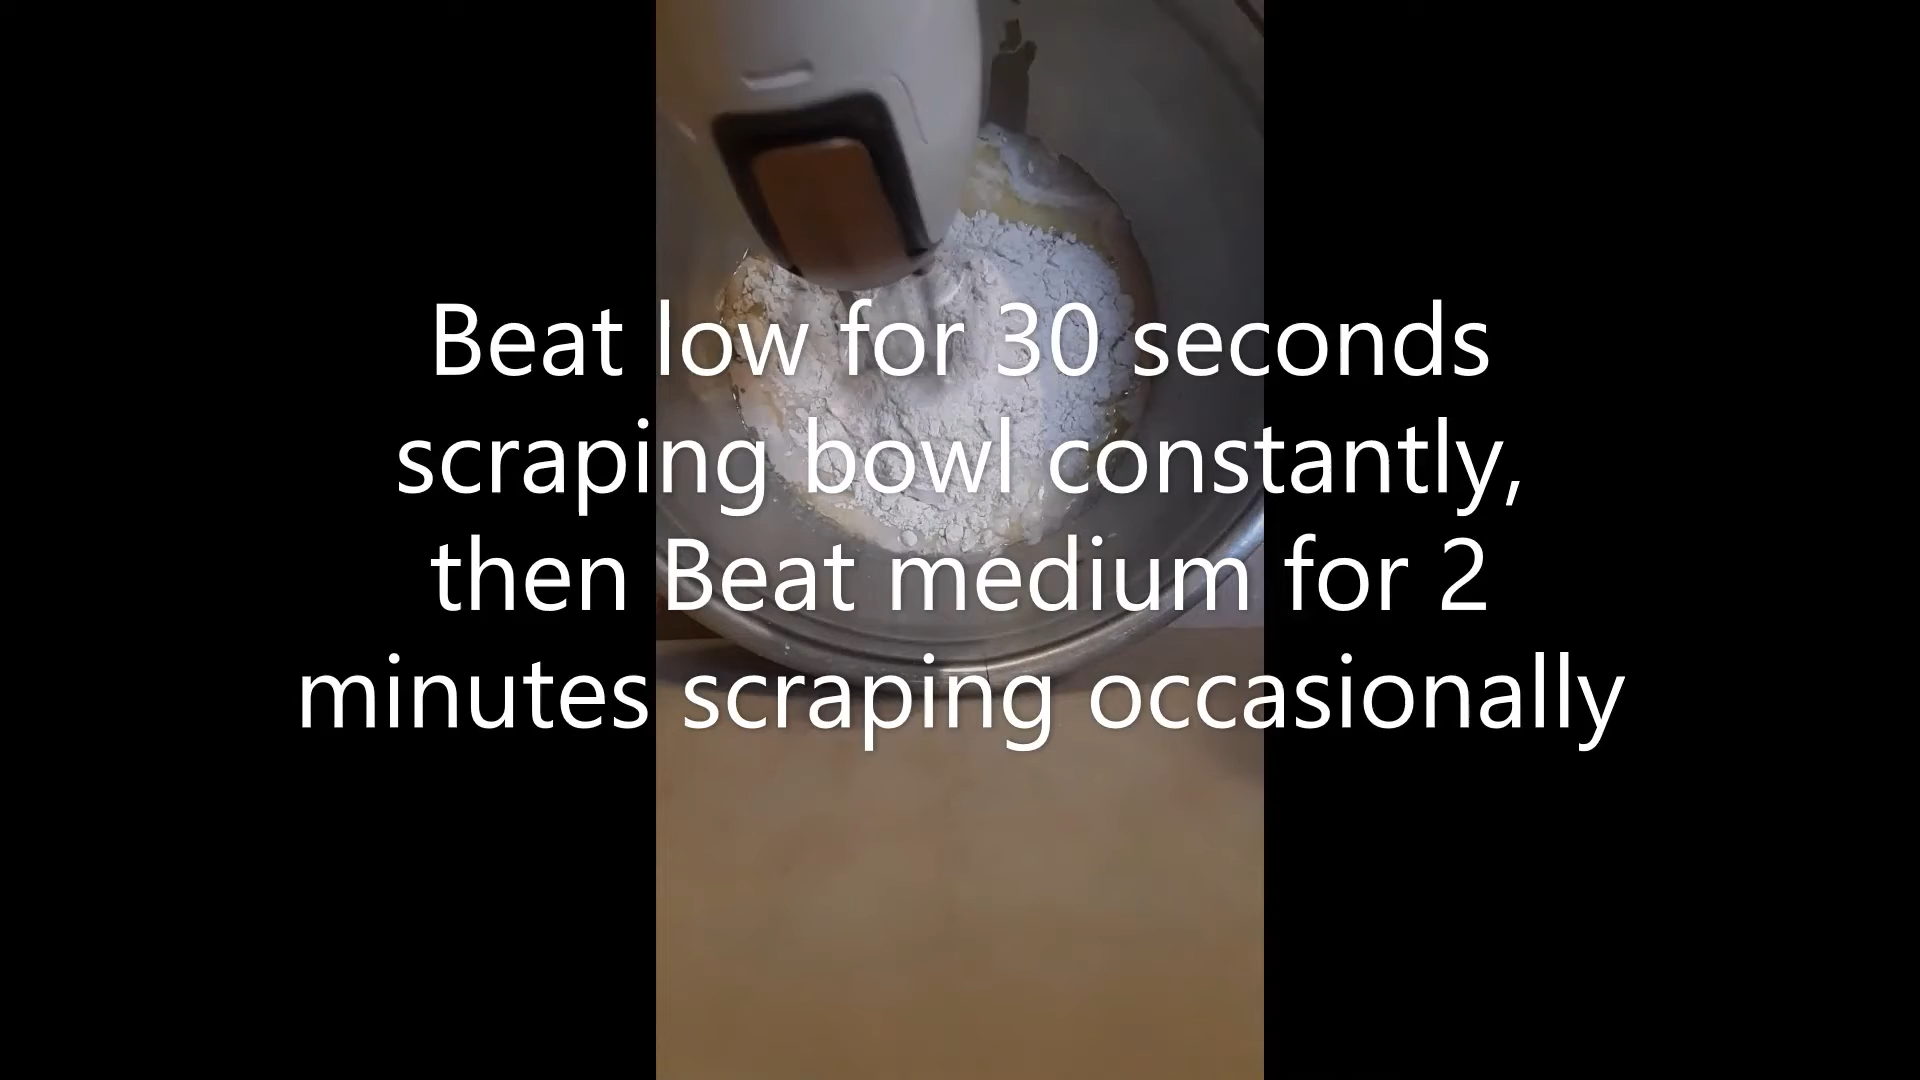 Beat low for 30 seconds
scraping bowl constantly,
then Beat medium for 2
minutes scraping occasionally